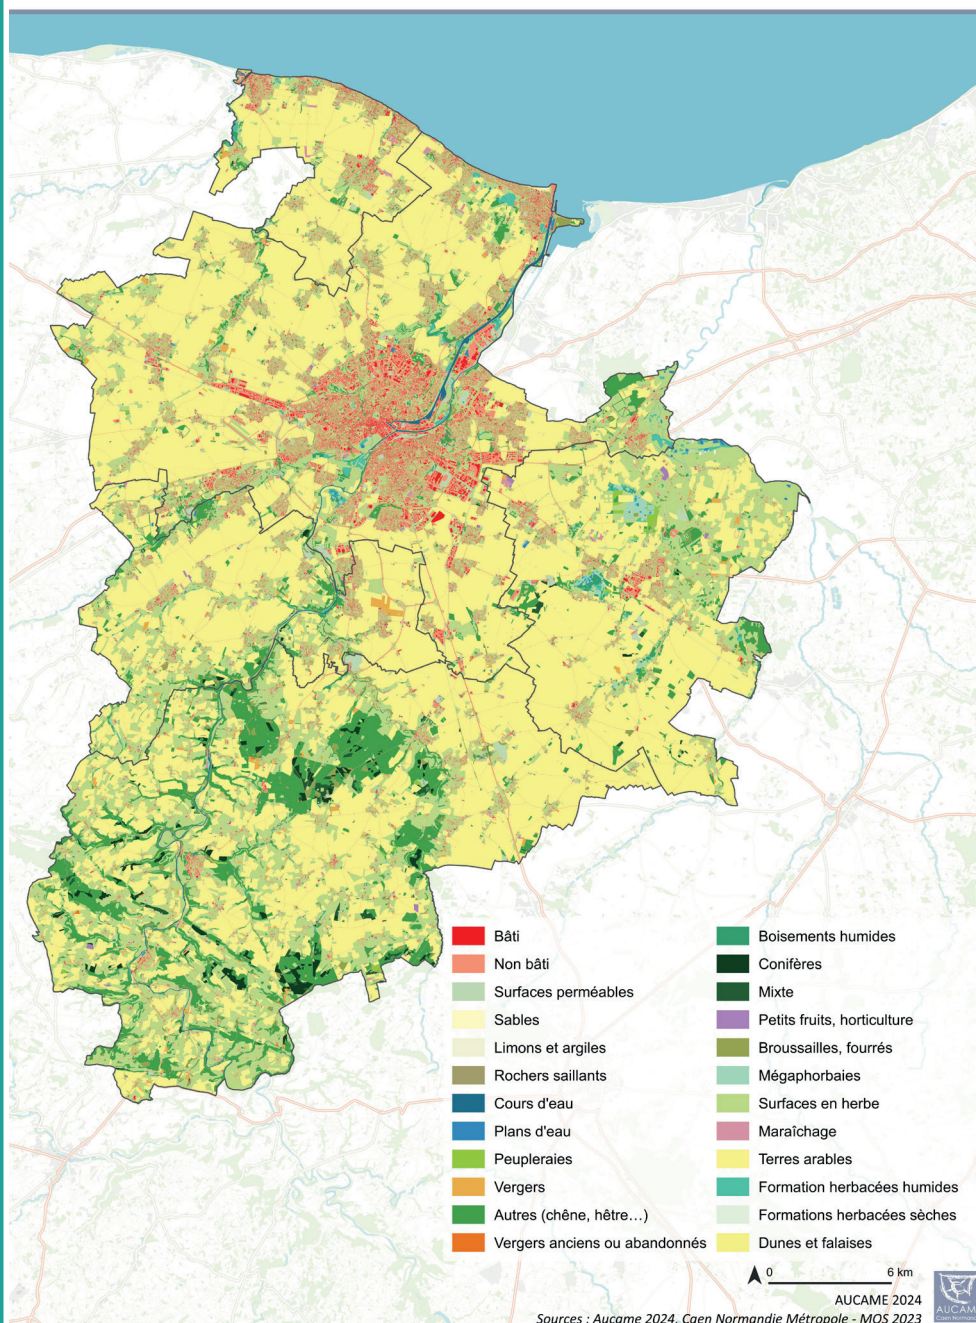 Bâti
Non bâti
Surfaces perméables
Sables
Limons et argiles
Rochers saillants
Cours d'eau
Plans d'eau
Peupleraies
Vergers
Autres (chêne, hêtre...)
Vergers anciens ou abandonnés
Boisements humides
Conifères
Mixte
Petits fruits, horticulture
Broussailles, fourrés
Mégaphorbaies
Surfaces en herbe
Maraîchage
Terres arables
Formation herbacées humides
Formations herbacées sèches
Dunes et falaises
0 6 km
AUCAME 2024
Sources : Aucame 2024, Caen Normandie Métropole - MOS 2023
AUCAM
Caen Norman